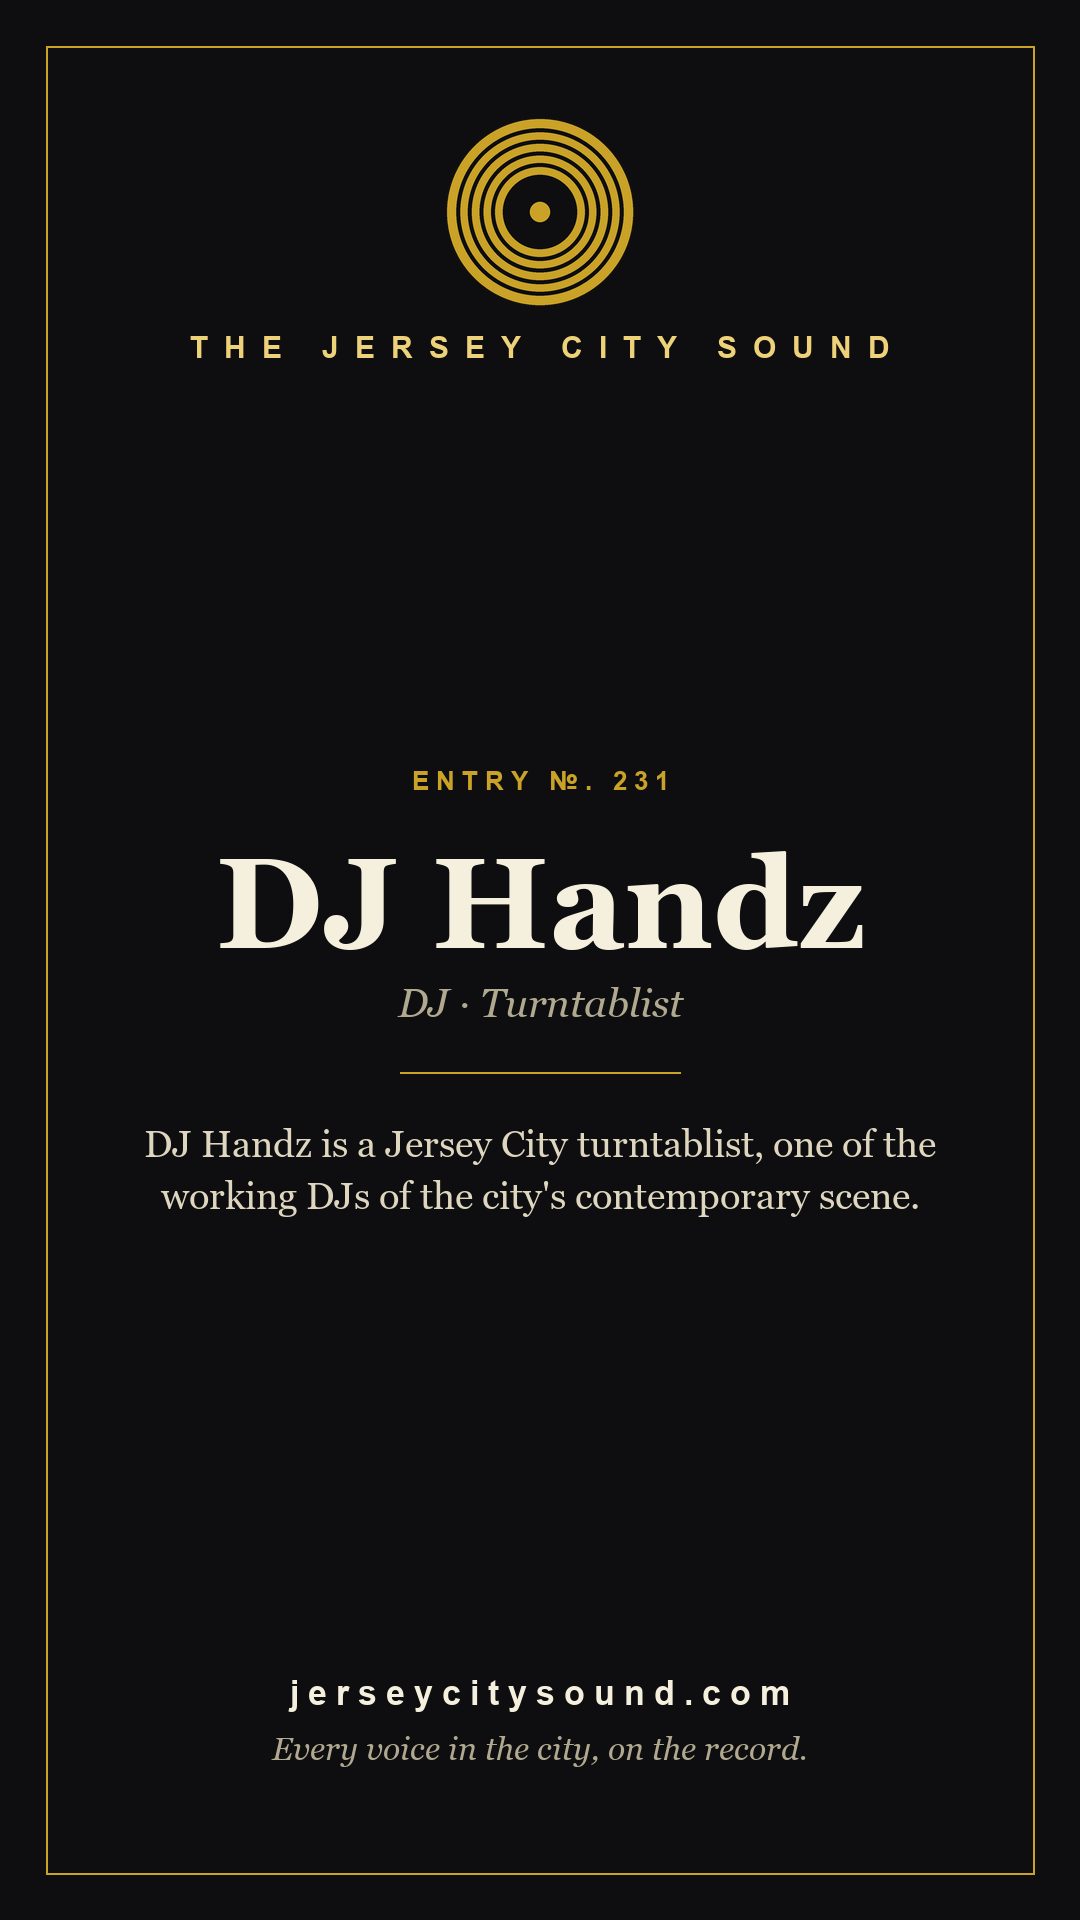 THE JERSEY CITY SOUND
ENTRY №. 231
DJ Handz
DJ · Turntablist
DJ Handz is a Jersey City turntablist, one of the
working DJs of the city's contemporary scene.
jerseycitysound.com
Every voice in the city, on the record.